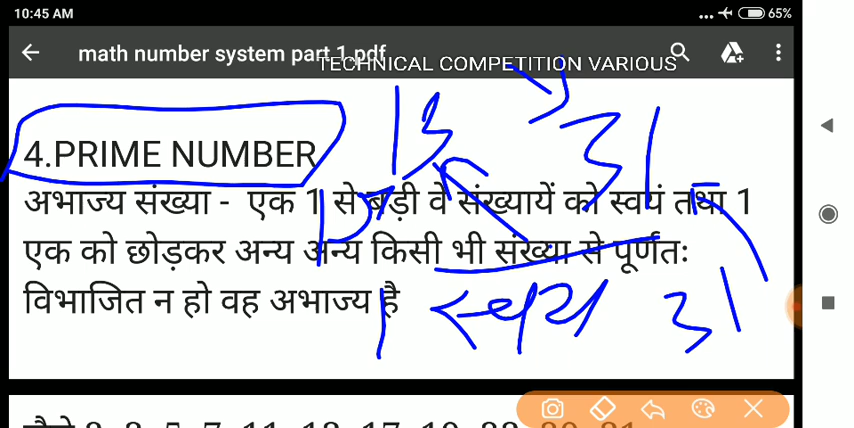 10:45 AM
65%
math number system part 1.pdf
TECHNICAL COMPETITION VARIOUS
13
31
4.PRIME NUMBER
अभाज्य संख्या - एक 1 से बड़ी वे संख्यायें को स्वयं तथा 1
एक को छोड़कर अन्य अन्य किसी भी संख्या से पूर्णतः
विभाजित न हो वह अभाज्य है
1 स्वयं 31